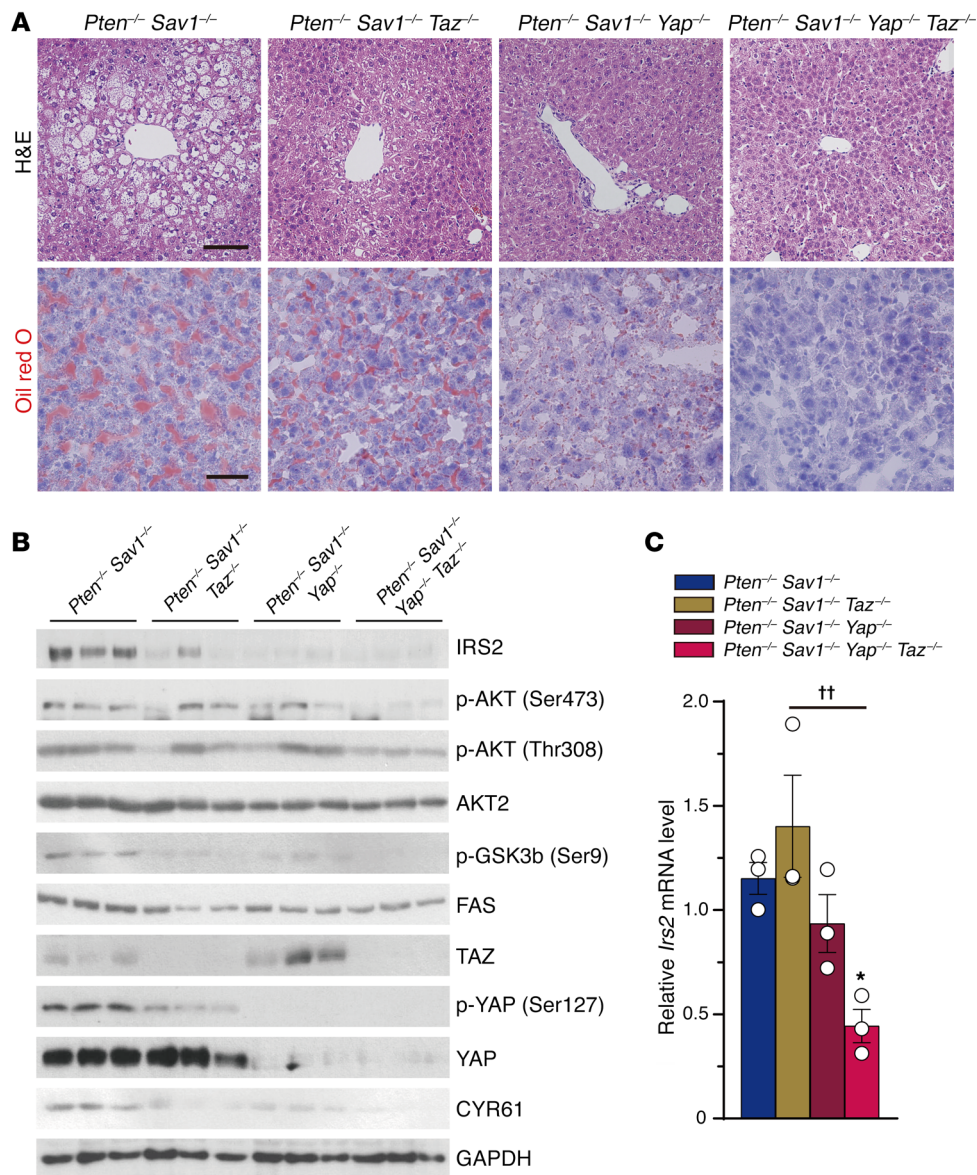 A
Pten–/– Sav1–/–
Pten–/– Sav1–/– Taz–/–
Pten–/– Sav1–/– Yap–/–
Pten–/– Sav1–/– Yap–/– Taz–/–
H&E
Oil red O
B
Pten–/– Sav1–/–
Pten–/– Sav1–/–
Taz–/–
Pten–/– Sav1–/–
Yap–/–
Pten–/– Sav1–/–
Yap–/– Taz–/–
IRS2
p-AKT (Ser473)
p-AKT (Thr308)
AKT2
p-GSK3b (Ser9)
FAS
TAZ
p-YAP (Ser127)
YAP
CYR61
GAPDH
C
Pten–/– Sav1–/–
Pten–/– Sav1–/– Taz–/–
Pten–/– Sav1–/– Yap–/–
Pten–/– Sav1–/– Yap–/– Taz–/–
Relative Irs2 mRNA level
2.0
1.5
1.0
0.5
0
††
*